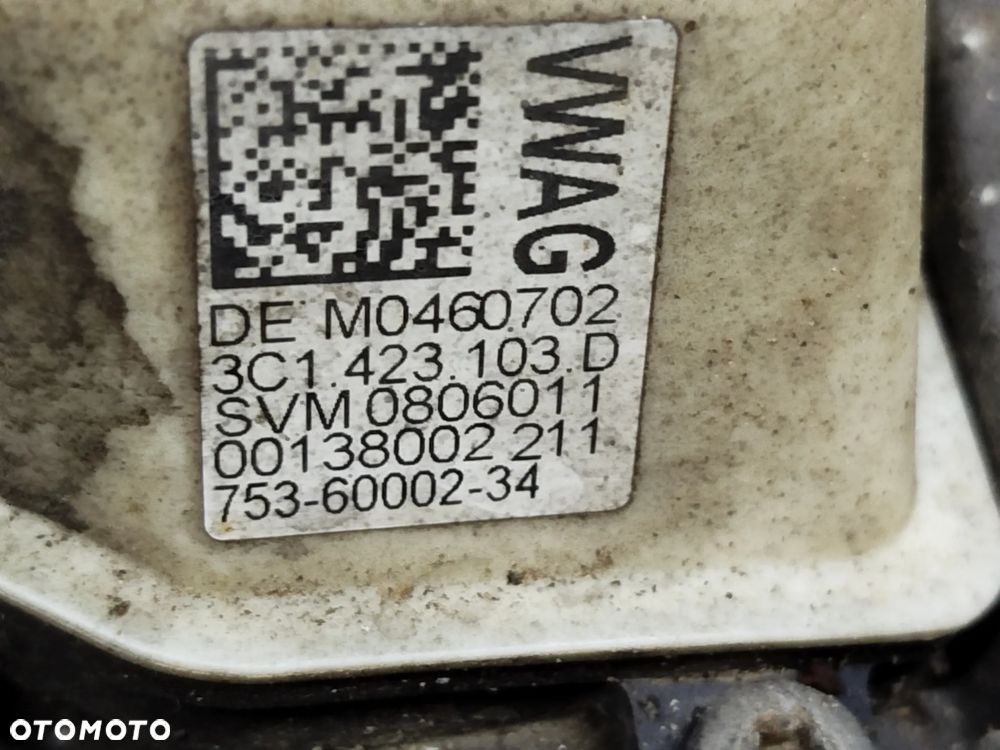 VWAG
DE M0460702
3C1.423.103.D
SVM 0806011
00138002 211
753-60002-34
OTOMOTO